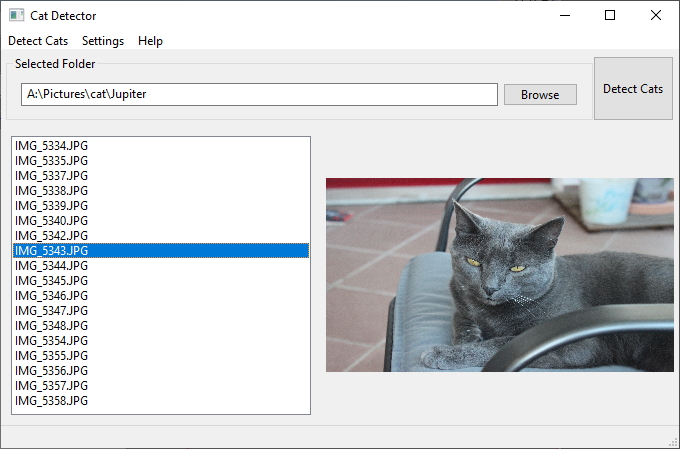 Cat Detector
Detect Cats Settings Help
Selected Folder
A:\Pictures\cat\Jupiter
Browse
Detect Cats
IMG_5334.JPG
IMG_5335.JPG
IMG_5337.JPG
IMG_5338.JPG
IMG_5339.JPG
IMG_5340.JPG
IMG_5342.JPG
IMG_5343.JPG
IMG_5344.JPG
IMG_5345.JPG
IMG_5346.JPG
IMG_5347.JPG
IMG_5348.JPG
IMG_5354.JPG
IMG_5355.JPG
IMG_5356.JPG
IMG_5357.JPG
IMG_5358.JPG